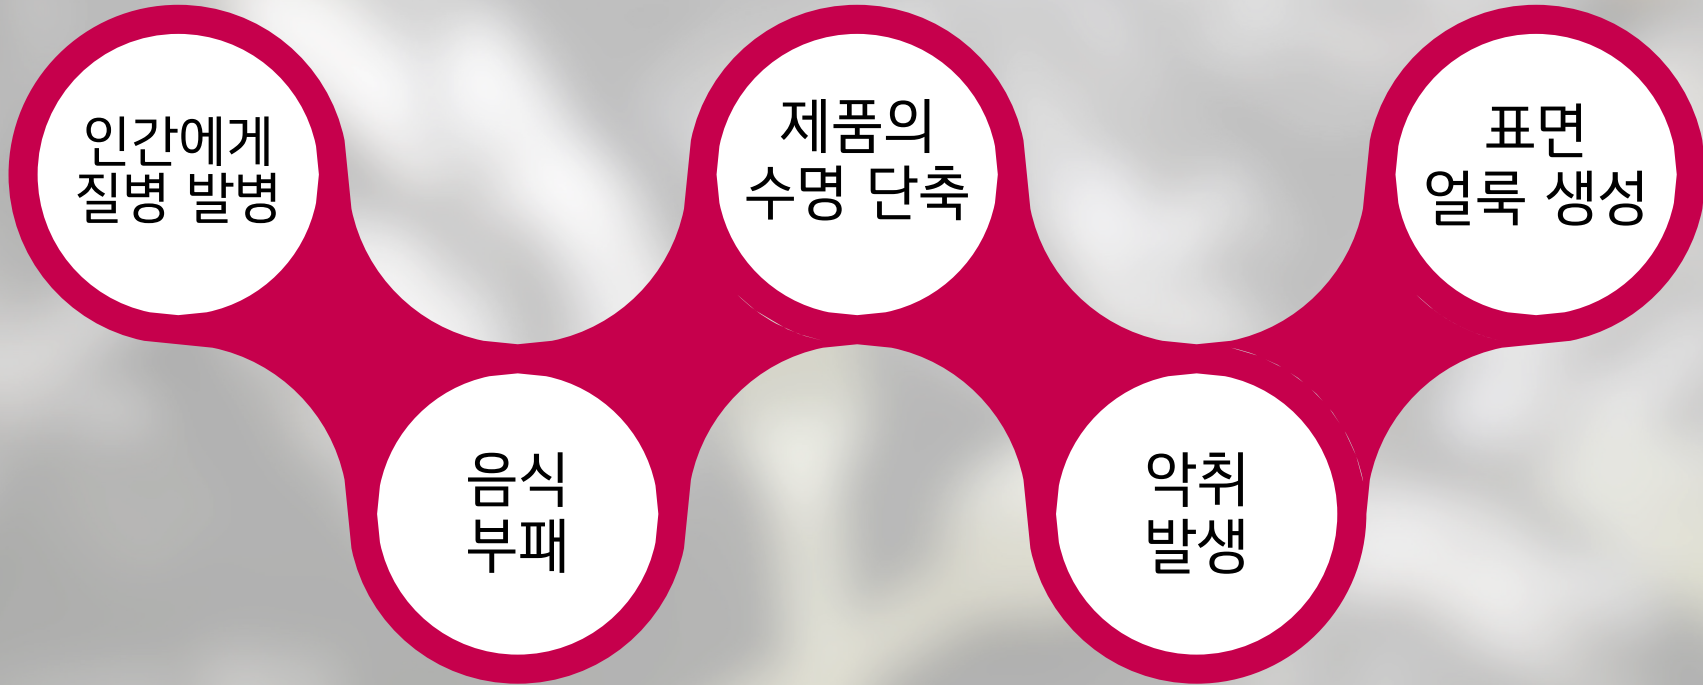 인간에게
질병 발병
음식
부패
제품의
수명 단축
악취
발생
표면
얼룩 생성